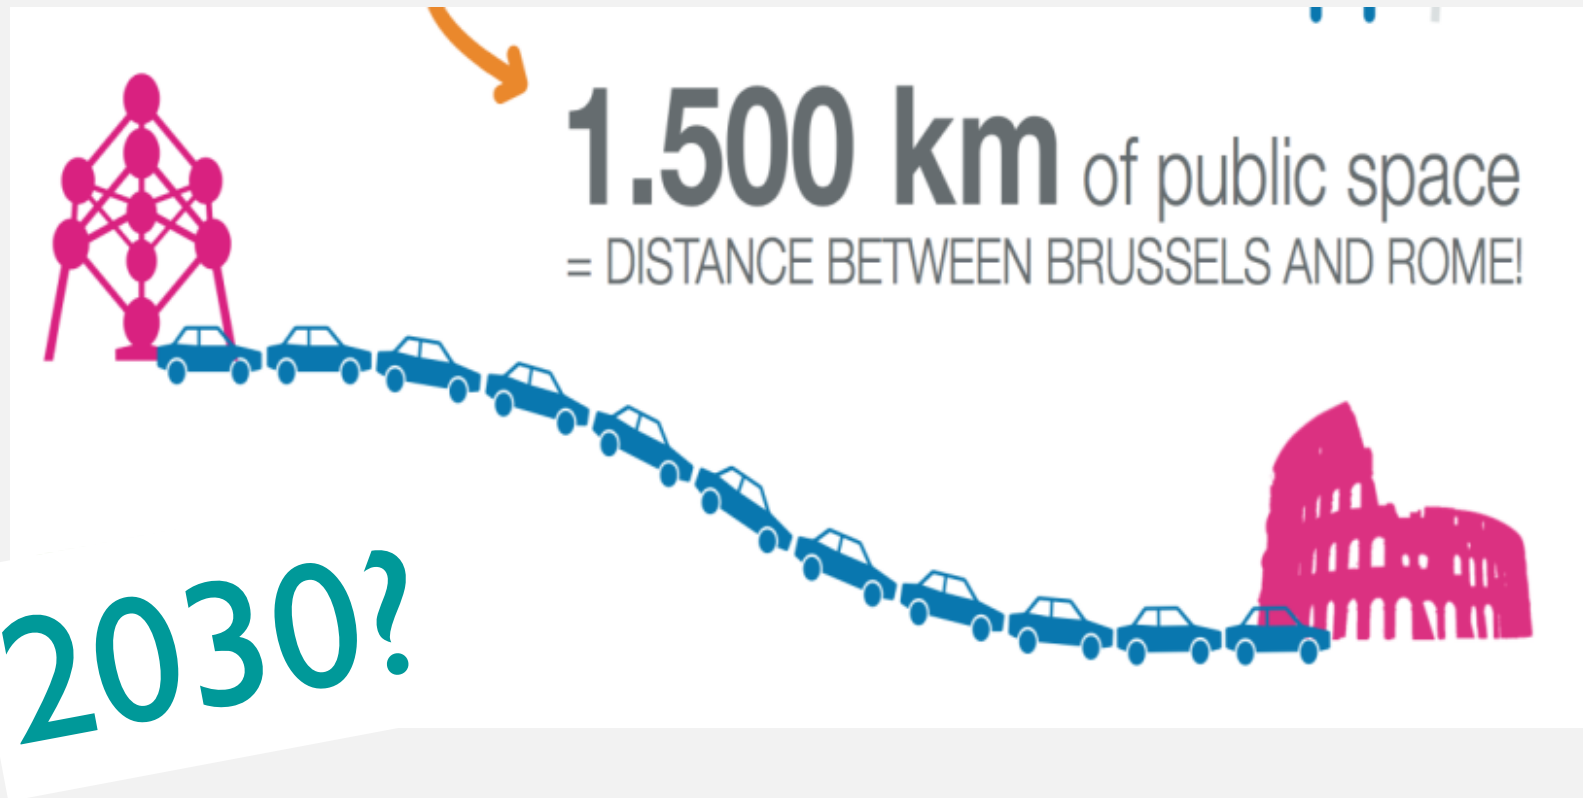 1.500 km of public space
= DISTANCE BETWEEN BRUSSELS AND ROME!
2030?